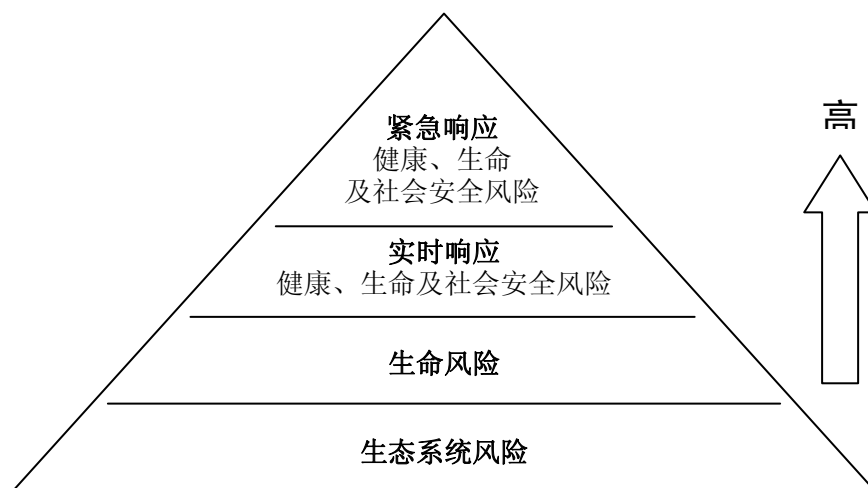 高
紧急响应
健康、生命
及社会安全风险
实时响应
健康、生命及社会安全风险
生命风险
生态系统风险